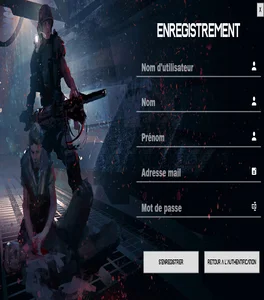 X
ENREGISTREMENT
Nom d'utilisateur
Nom
Prénom
Adresse mail
Mot de passe
S'ENREGISTRER
RETOUR A L'AUTHENTIFICATION